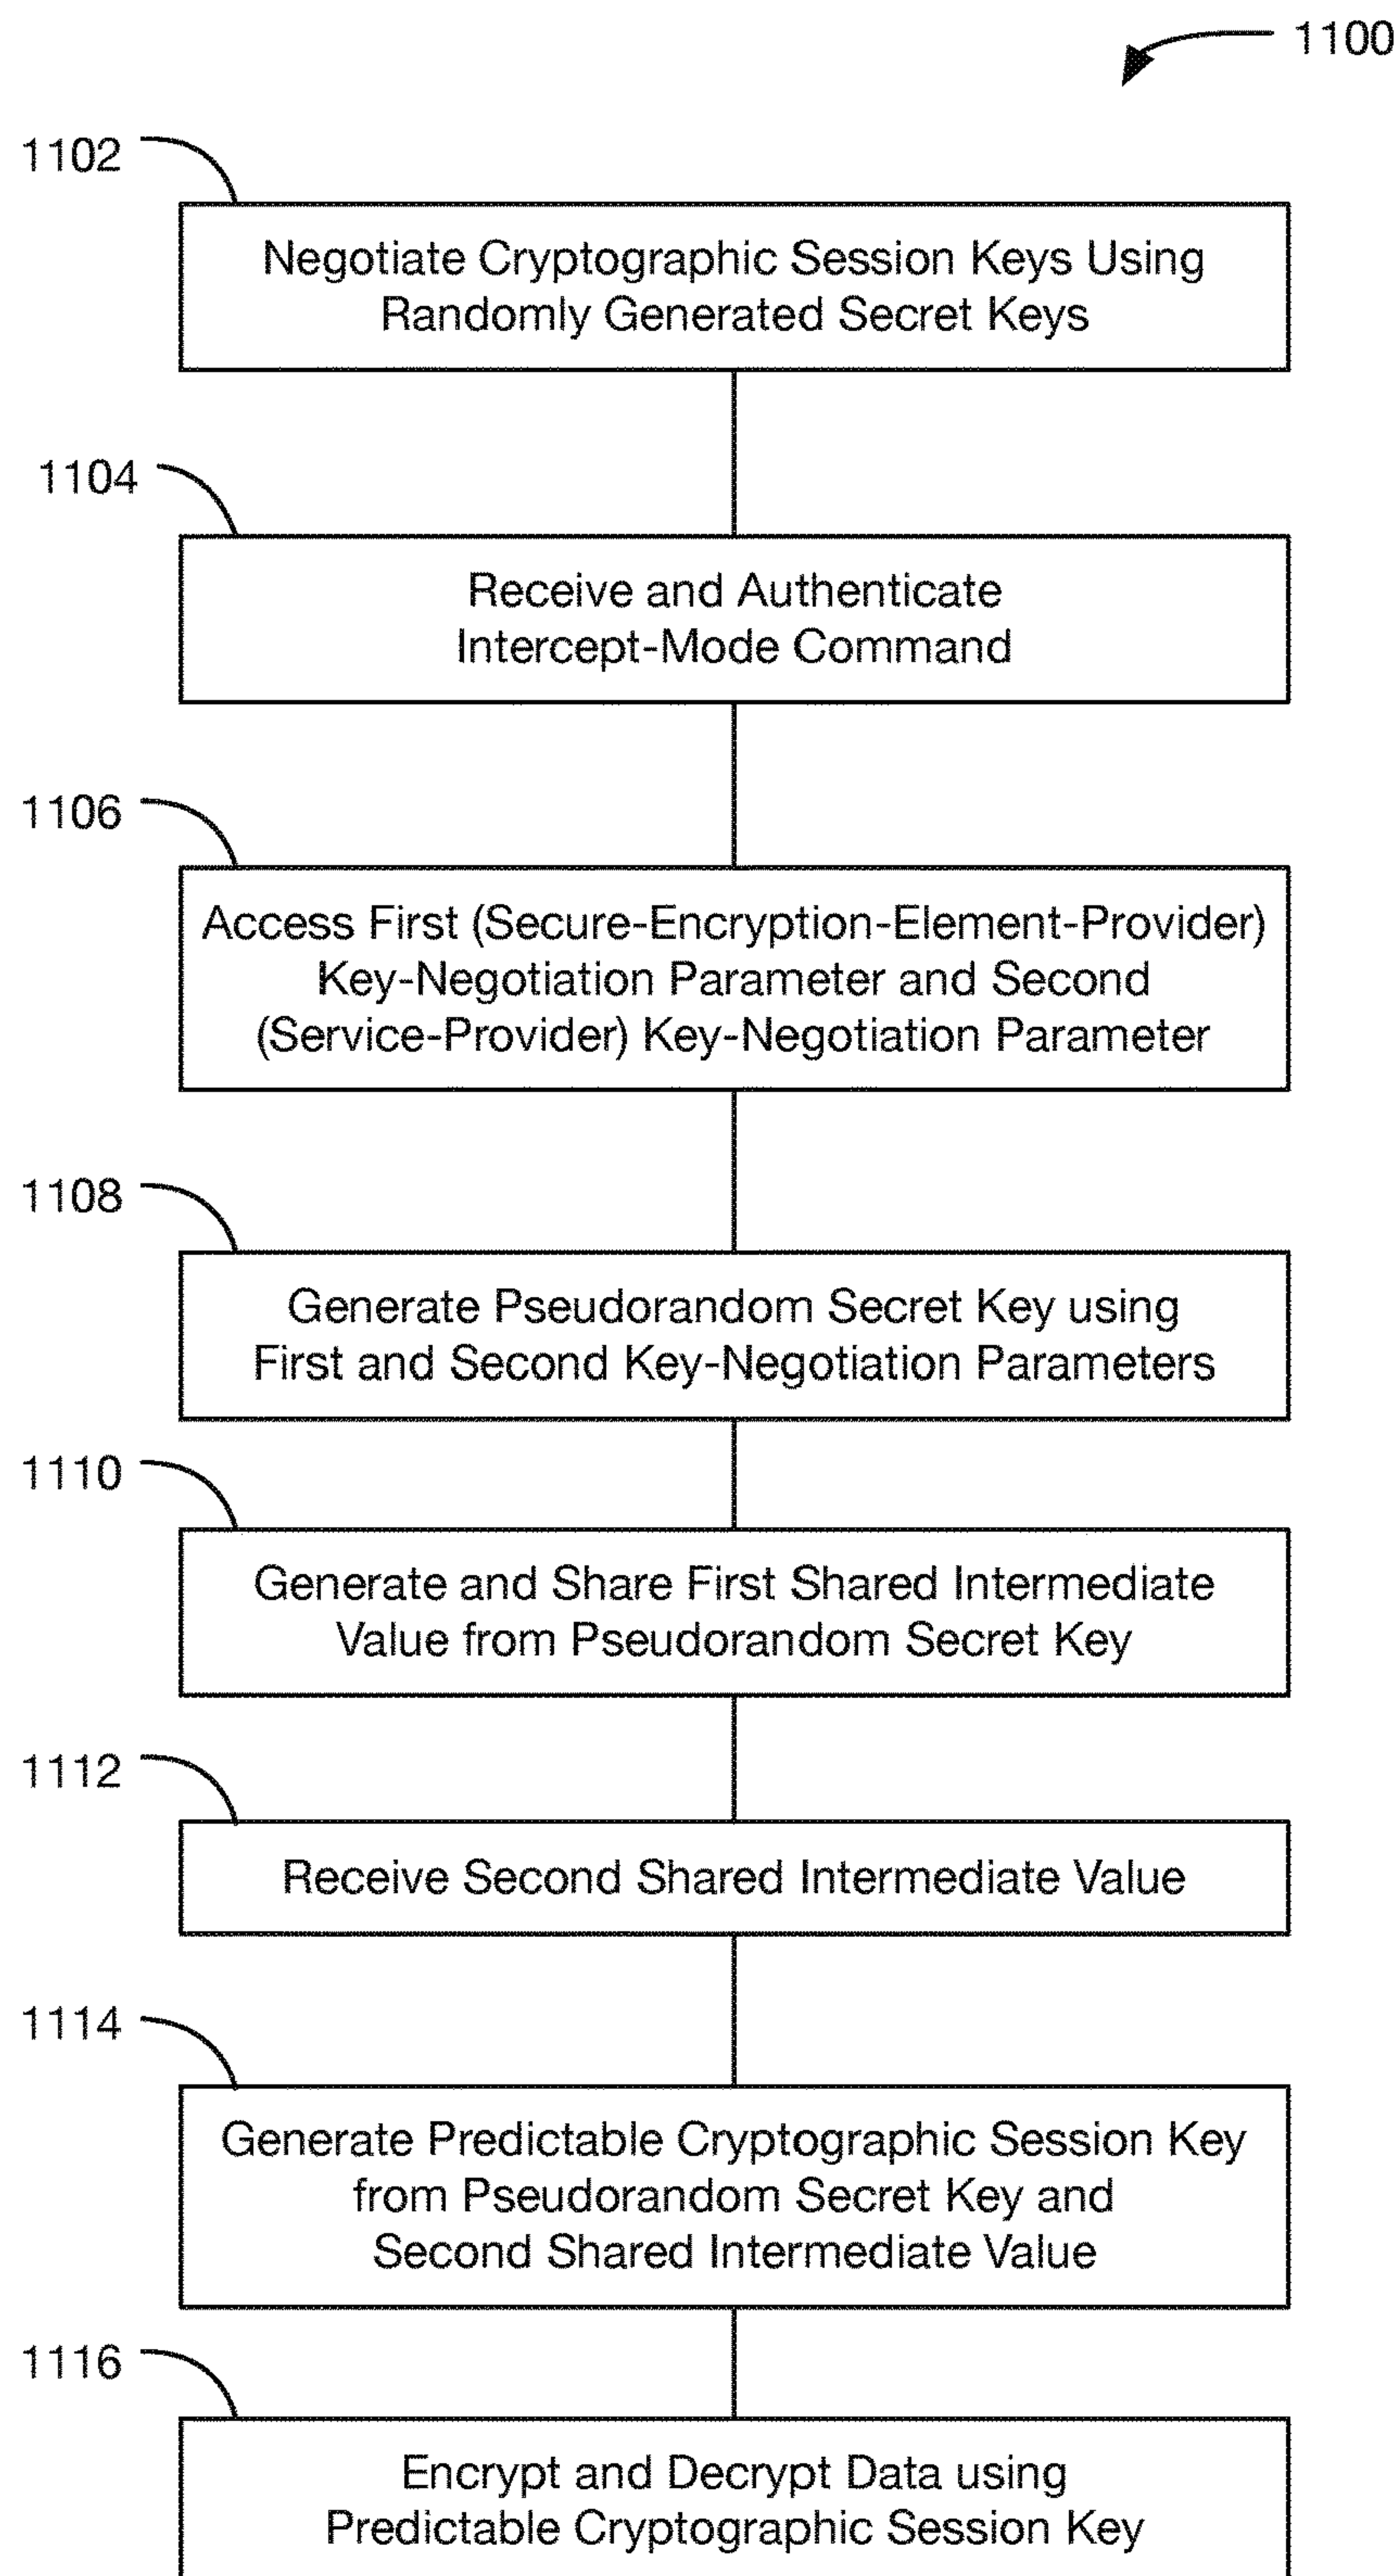 1100
1102
Negotiate Cryptographic Session Keys Using
Randomly Generated Secret Keys
1104
Receive and Authenticate
Intercept-Mode Command
1106
Access First (Secure-Encryption-Element-Provider)
Key-Negotiation Parameter and Second
(Service-Provider) Key-Negotiation Parameter
1108
Generate Pseudorandom Secret Key using
First and Second Key-Negotiation Parameters
1110
Generate and Share First Shared Intermediate
Value from Pseudorandom Secret Key
1112
Receive Second Shared Intermediate Value
1114
Generate Predictable Cryptographic Session Key
from Pseudorandom Secret Key and
Second Shared Intermediate Value
1116
Encrypt and Decrypt Data using
Predictable Cryptographic Session Key